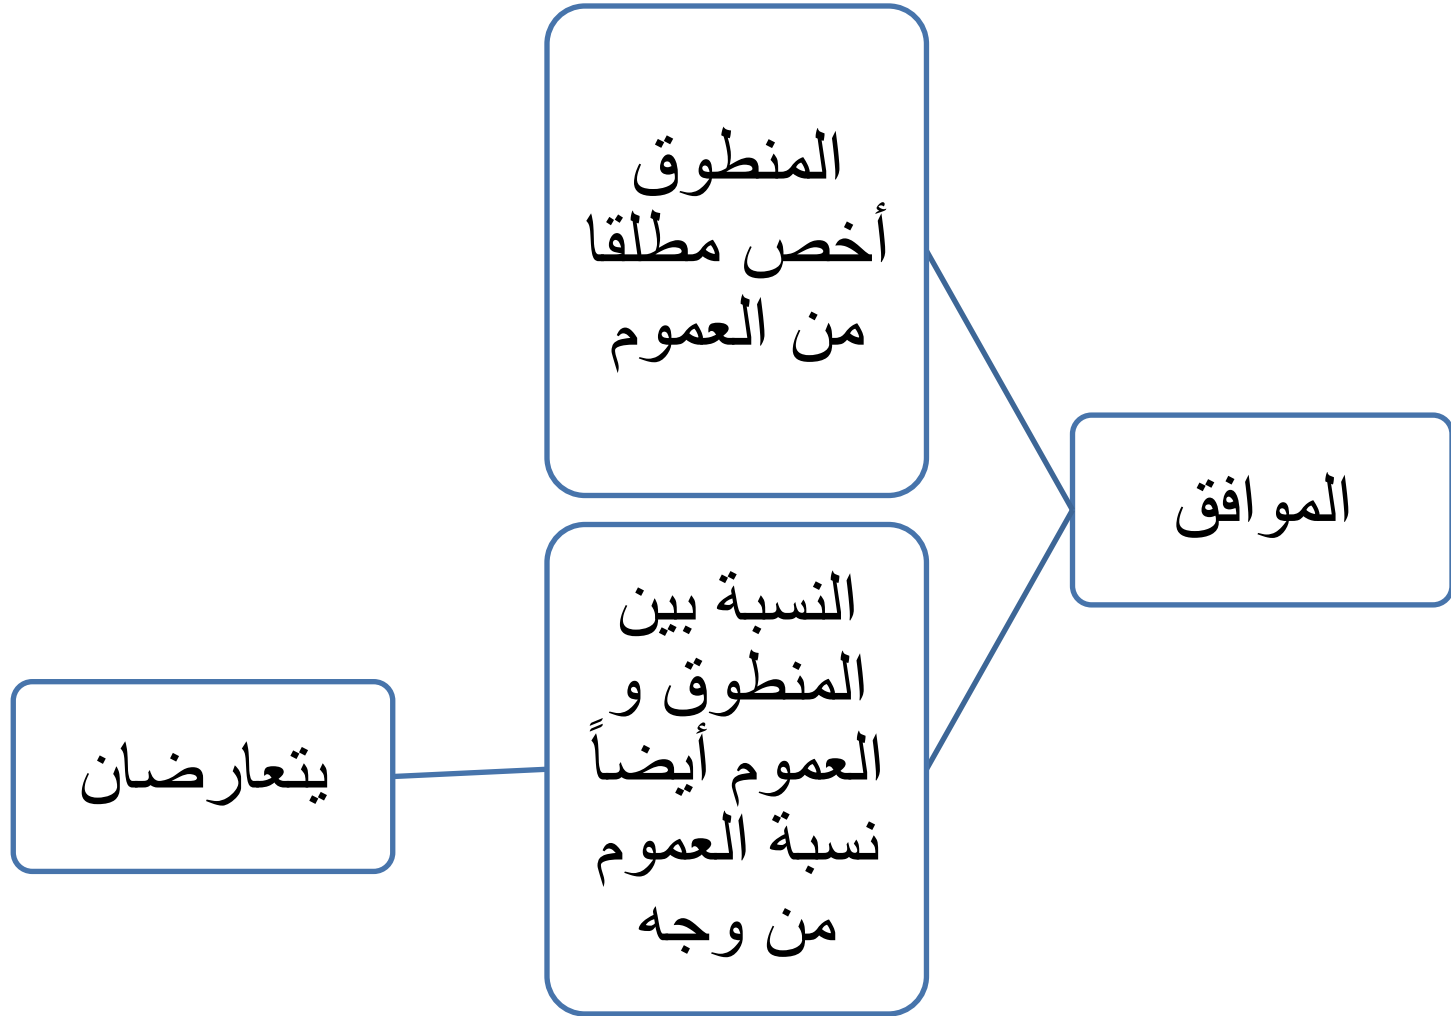 الموافق
المنطوق
أخص مطلقا
من العموم
النسبة بين
المنطوق و
العموم أيضاً
نسبة العموم
من وجه
يتعارضان